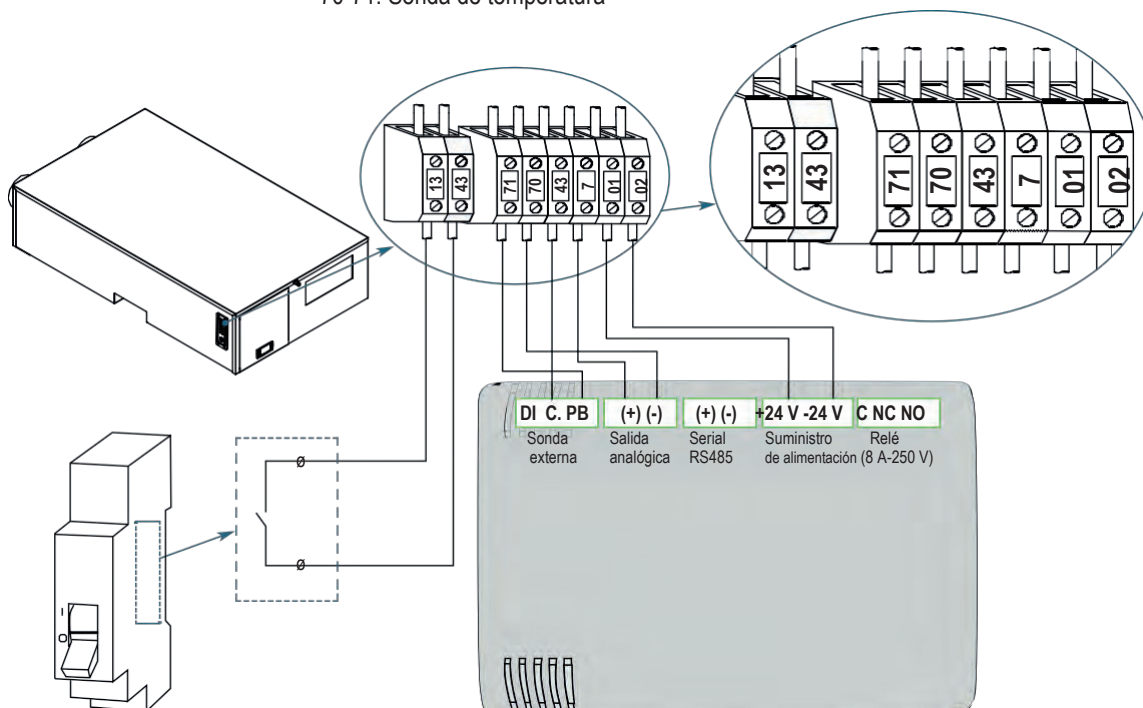 70-71: Sonda de temperatura
13 43 71 70 43 7 01 02
13 43 71 70 43 7 01 02
DI C. PB (+) (-) (+) (-) +24 V -24 V C NC NO
Sonda externa
Salida analógica
Serial RS485
Suministro de alimentación
Relé (8 A-250 V)
I
O